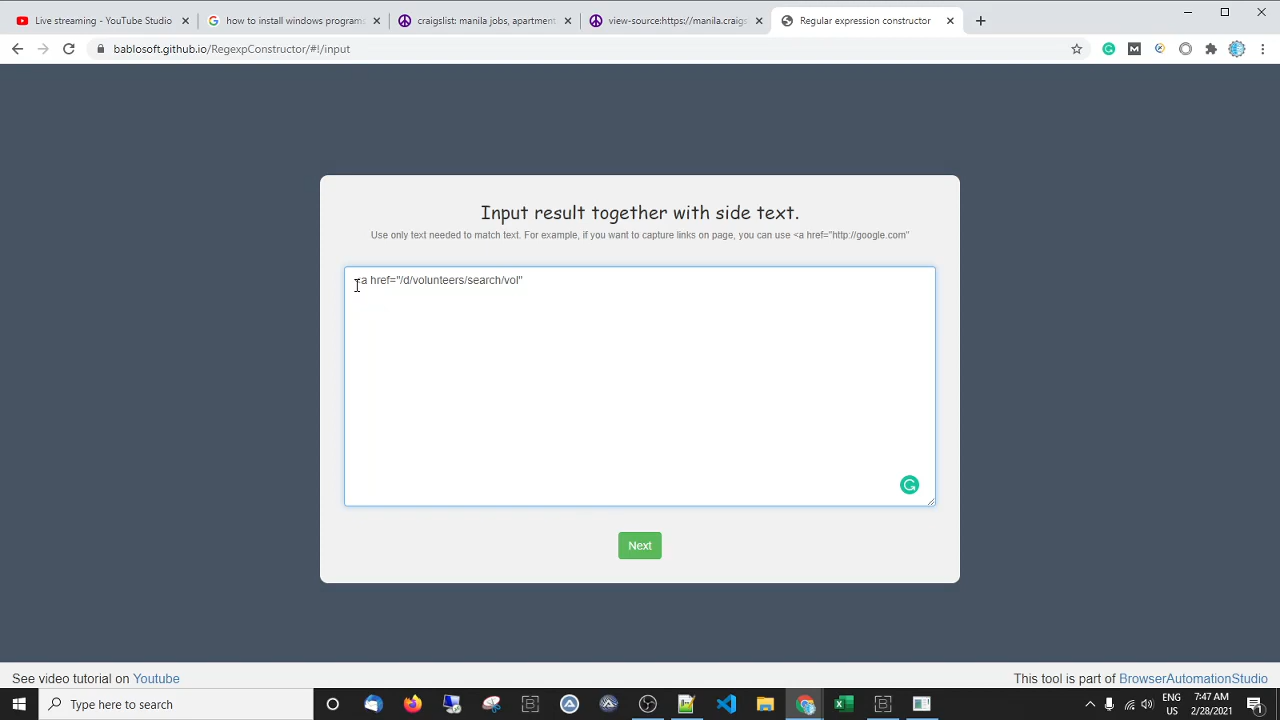 Live streaming - YouTube Studio
how to install windows programs
craigslist: manila jobs, apartment
view-source:https://manila.craigs
Regular expression constructor
bablosoft.github.io/RegexpConstructor/#!/input
Input result together with side text.
Use only text needed to match text. For example, if you want to capture links on page, you can use <a href="http://google.com"
<a href="/d/volunteers/search/vol"
Next
See video tutorial on Youtube
This tool is part of BrowserAutomationStudio
Type here to search
ENG
US
7:47 AM
2/28/2021
1